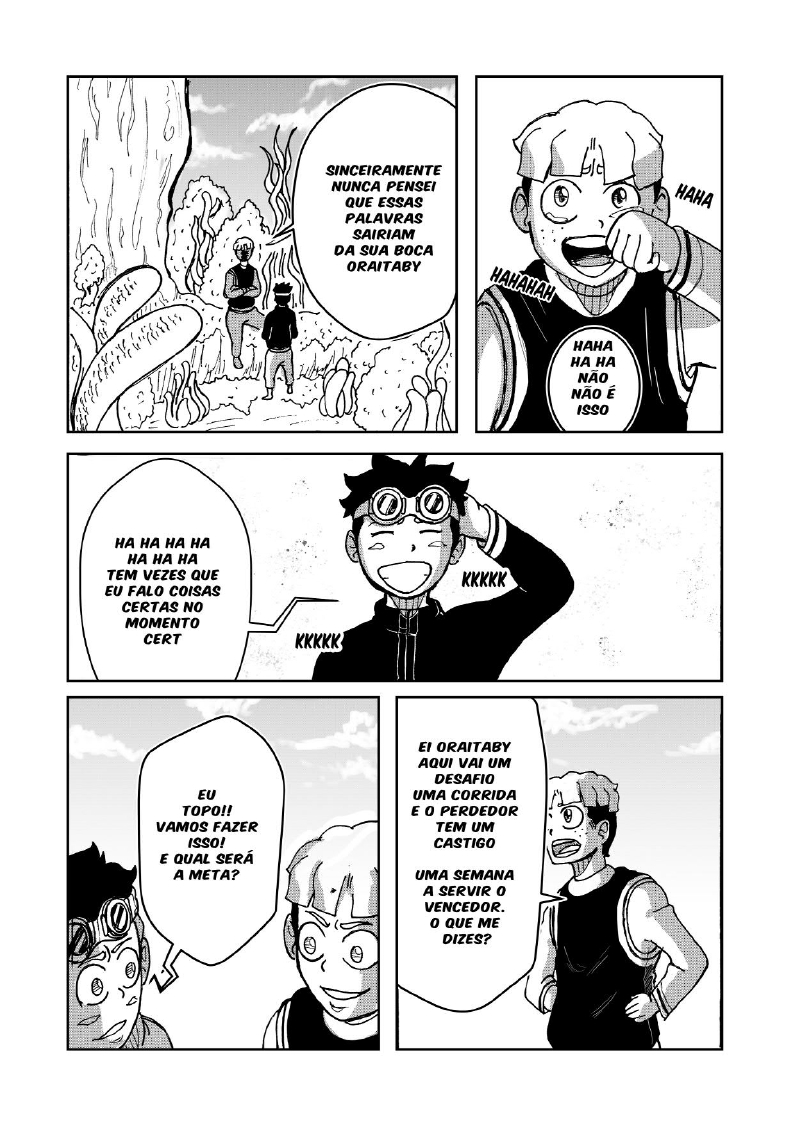 HAHA
HAHAHAH
HAHA
HA HA
NÃO
NÃO É
ISSO
SINCEIRAMENTE
NUNCA PENSEI
QUE ESSAS
PALAVRAS
SAIRIAM
DA SUA BOCA
ORAITABY
KKKKK
KKKKK
HA HA HA HA
HA HA HA
TEM VEZES QUE
EU FALO COISAS
CERTAS NO
MOMENTO
CERT
EI ORAITABY
AQUI VAI UM
DESAFIO
UMA CORRIDA
E O PERDEDOR
TEM UM
CASTIGO
UMA SEMANA
A SERVIR O
VENCEDOR.
O QUE ME
DIZES?
EU
TOPO!!
VAMOS FAZER
ISSO!
E QUAL SERÁ
A META?